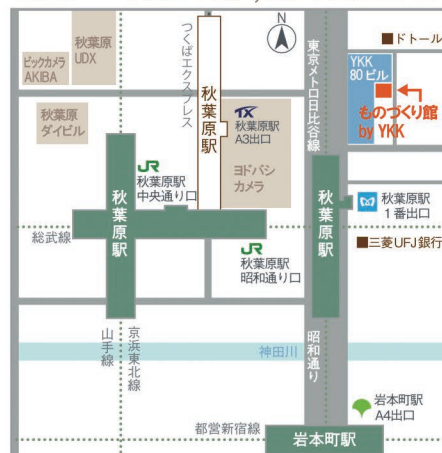 N
ビックカメラ
AKIBA
秋葉原
UDX
つくばエクスプレス
秋葉原駅
東京メトロ日比谷線
■ドトール
YKK
80ビル
ものづくり館
by YKK
秋葉原
ダイビル
TX
秋葉原駅
A3出口
ヨドバシ
カメラ
JR
秋葉原駅
中央通り口
秋葉原駅
秋葉原駅
秋葉原駅
1番出口
総武線
JR
秋葉原駅
昭和通り口
■三菱UFJ銀行
山手線
京浜東北線
神田川
昭和通り
岩本町駅
A4出口
都営新宿線
岩本町駅